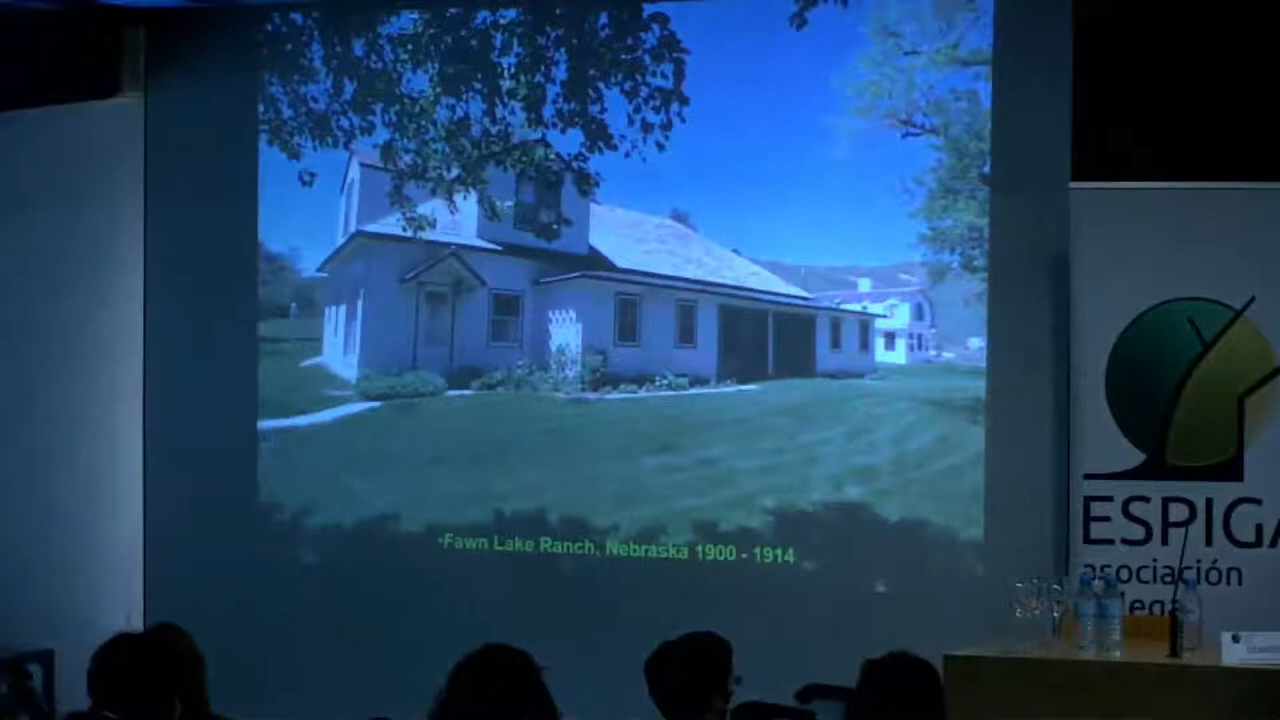 •Fawn Lake Ranch, Nebraska 1900 - 1914
ESPIGA
asociación